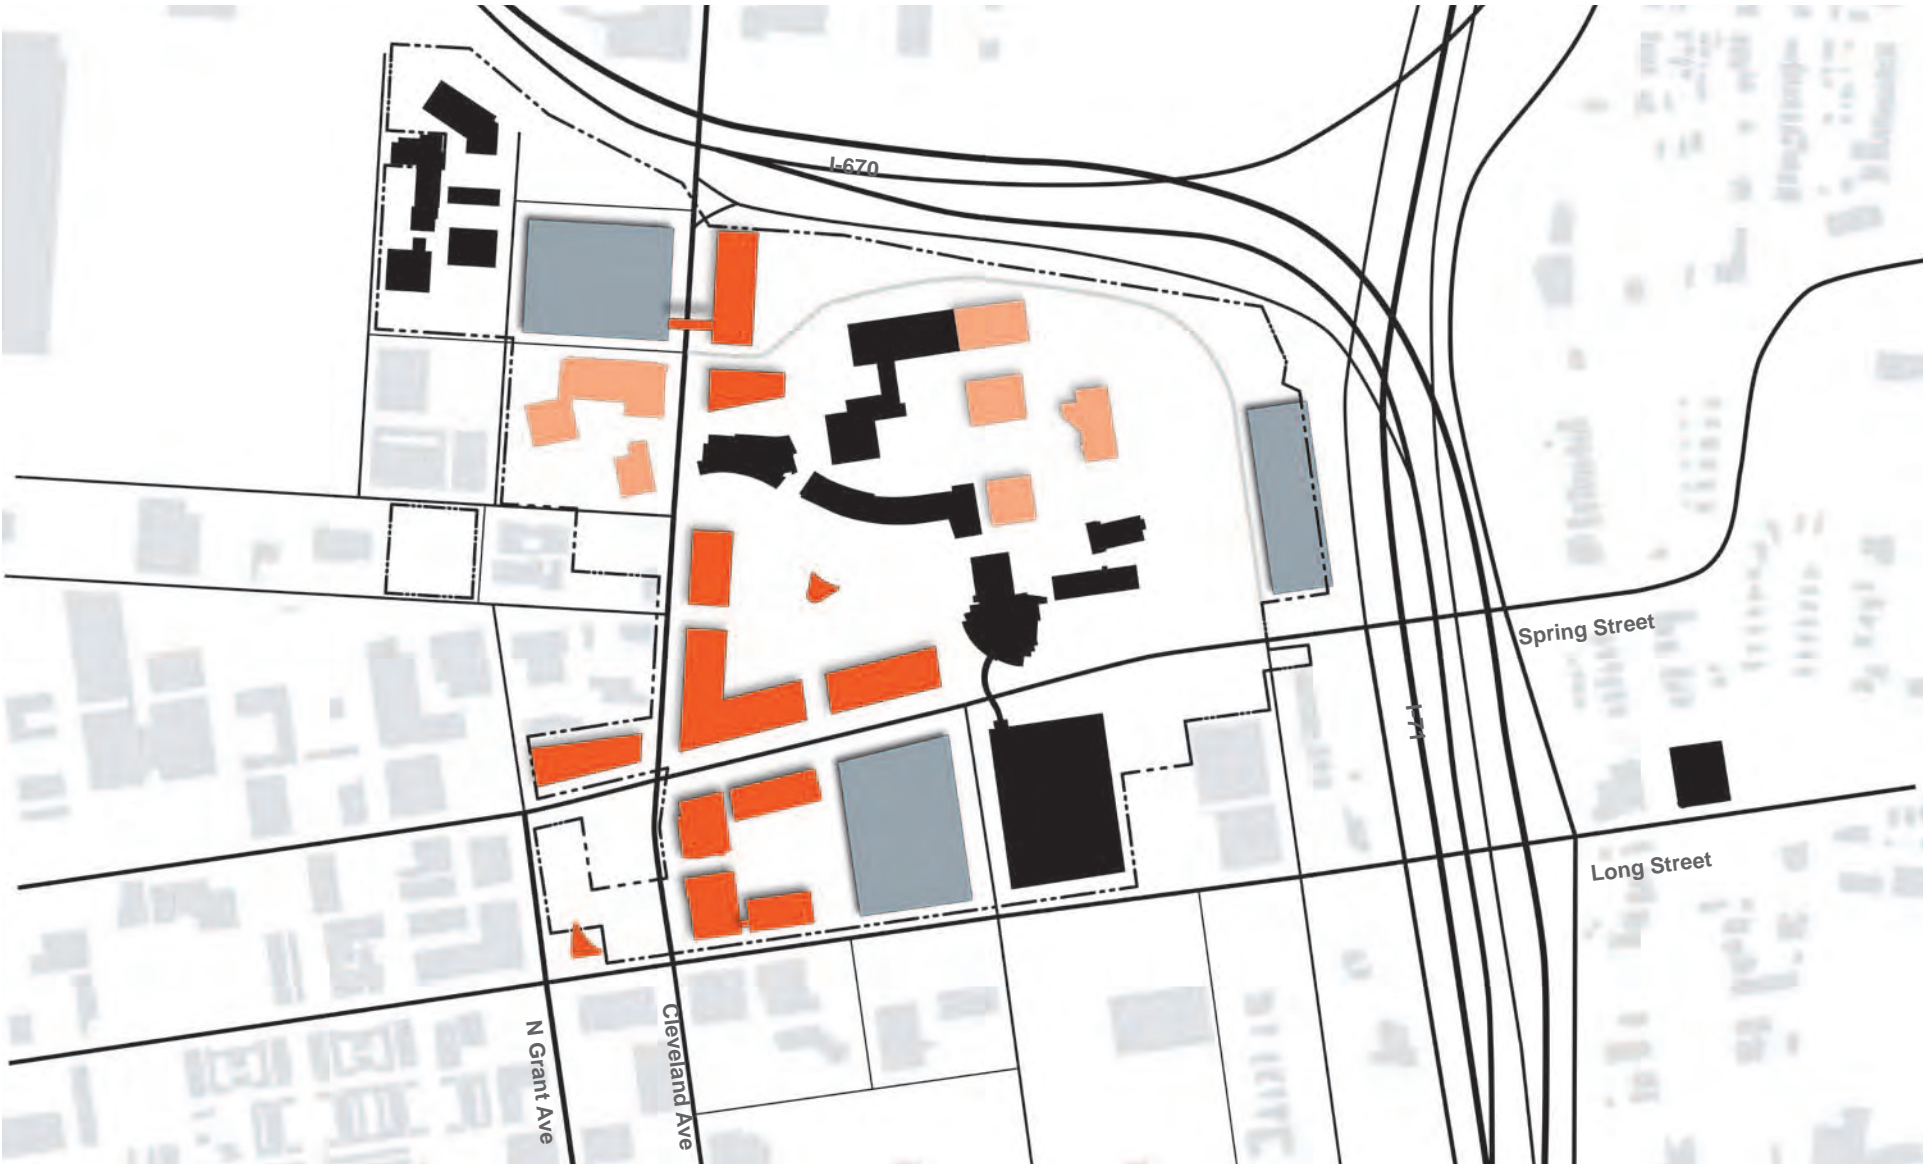 I-670
Spring Street
I-71
Long Street
N Grant Ave
Cleveland Ave